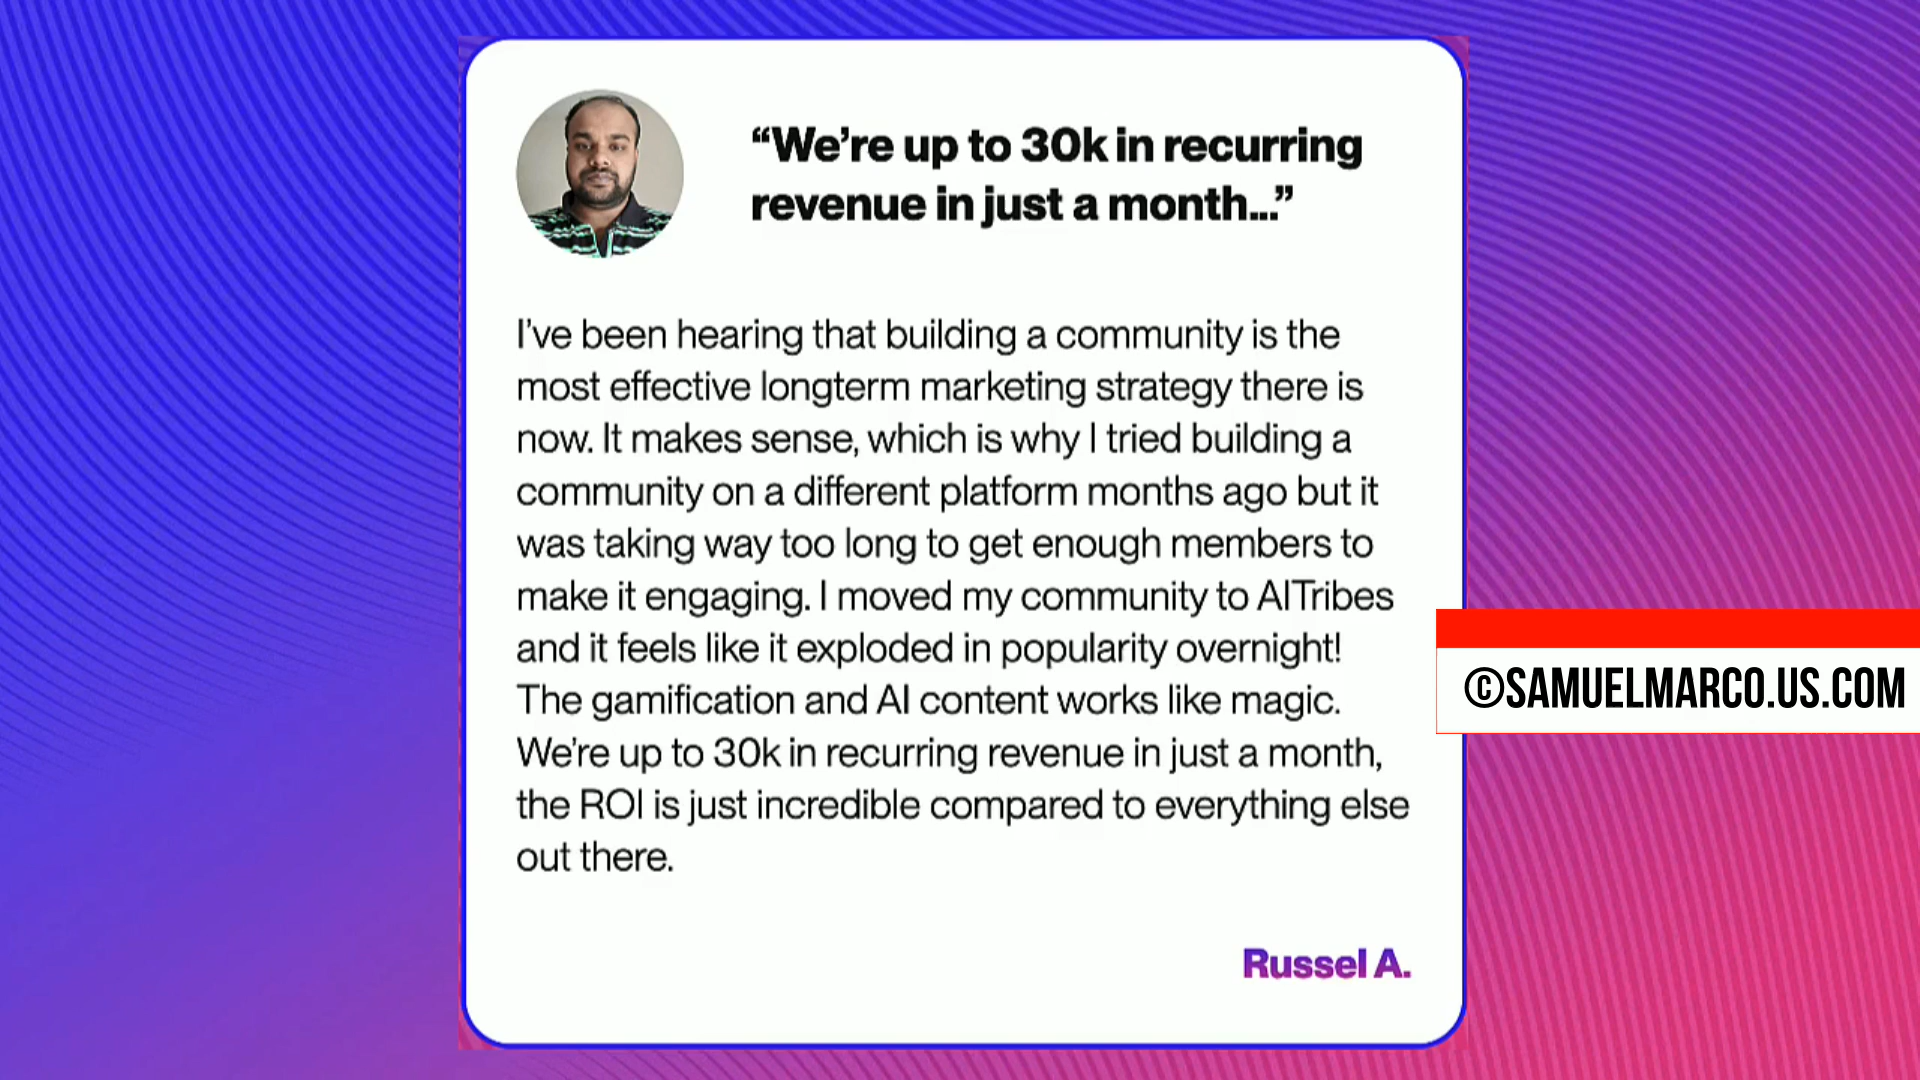 “We’re up to 30k in recurring
revenue in just a month...”
I’ve been hearing that building a community is the
most effective longterm marketing strategy there is
now. It makes sense, which is why I tried building a
community on a different platform months ago but it
was taking way too long to get enough members to
make it engaging. I moved my community to AITribes
and it feels like it exploded in popularity overnight!
The gamification and AI content works like magic.
We’re up to 30k in recurring revenue in just a month,
the ROI is just incredible compared to everything else
out there.
©SAMUELMARCO.US.COM
Russel A.